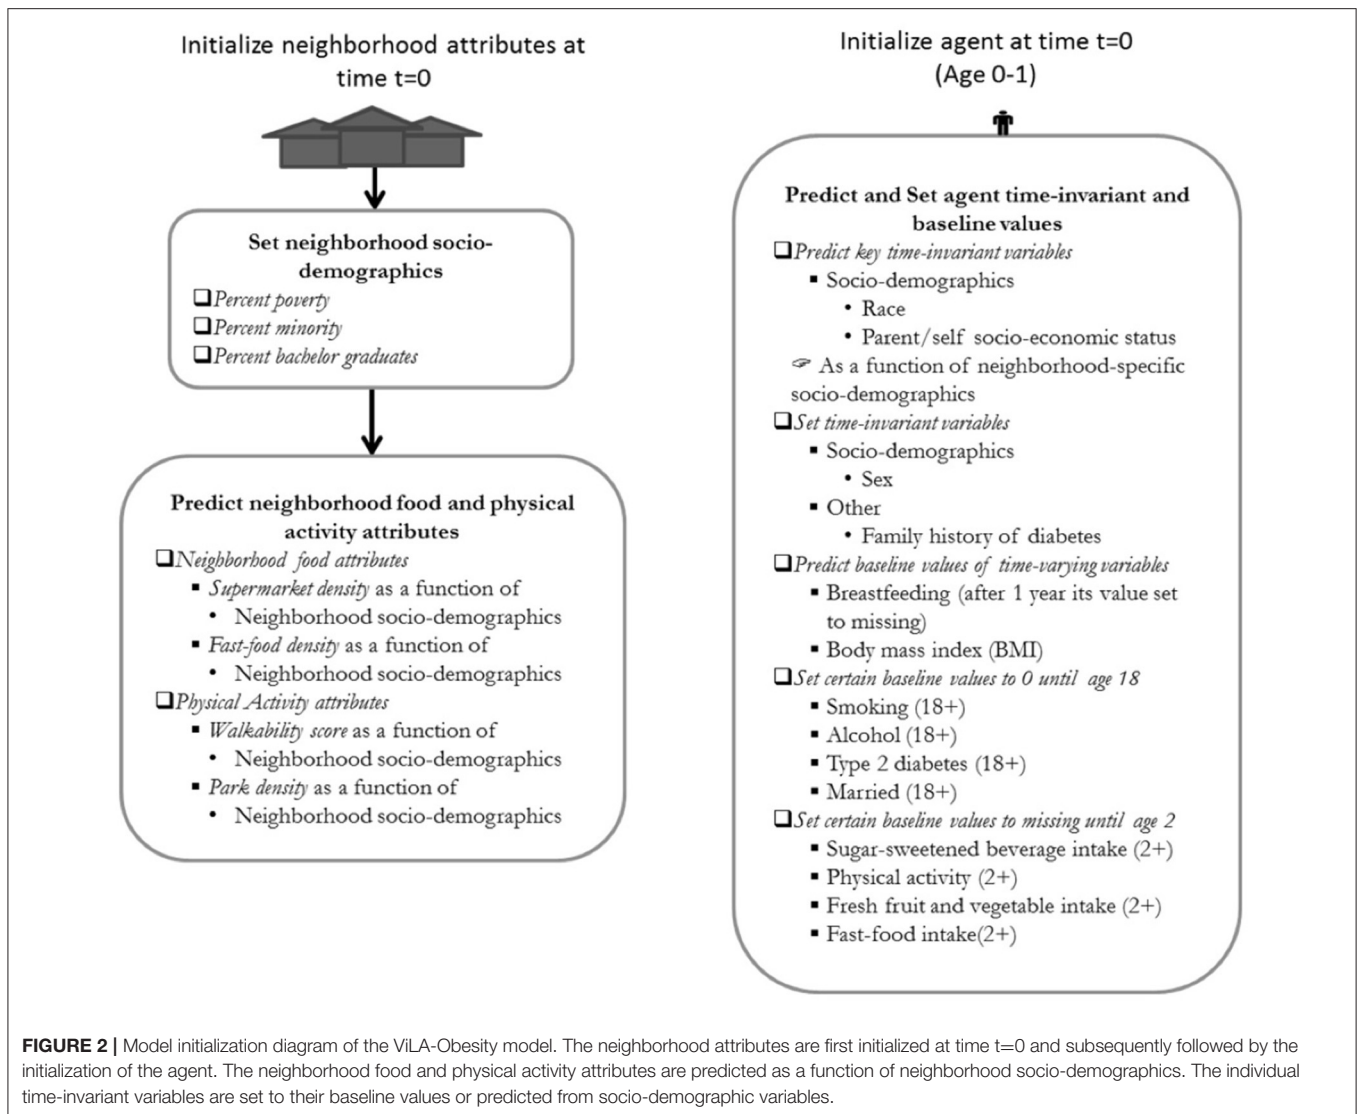 Initialize neighborhood attributes at
time t=0
Set neighborhood socio-
demographics
❑Percent poverty
❑Percent minority
❑Percent bachelor graduates
Predict neighborhood food and physical
activity attributes
❑Neighborhood food attributes
▪ Supermarket density as a function of
• Neighborhood socio-demographics
▪ Fast-food density as a function of
• Neighborhood socio-demographics
❑Physical Activity attributes
▪ Walkability score as a function of
• Neighborhood socio-demographics
▪ Park density as a function of
• Neighborhood socio-demographics
Initialize agent at time t=0
(Age 0-1)
Predict and Set agent time-invariant and
baseline values
❑Predict key time-invariant variables
▪ Socio-demographics
• Race
• Parent/self socio-economic status
☞ As a function of neighborhood-specific
socio-demographics
❑Set time-invariant variables
▪ Socio-demographics
• Sex
▪ Other
• Family history of diabetes
❑Predict baseline values of time-varying variables
▪ Breastfeeding (after 1 year its value set
to missing)
▪ Body mass index (BMI)
❑Set certain baseline values to 0 until age 18
▪ Smoking (18+)
▪ Alcohol (18+)
▪ Type 2 diabetes (18+)
▪ Married (18+)
❑Set certain baseline values to missing until age 2
▪ Sugar-sweetened beverage intake (2+)
▪ Physical activity (2+)
▪ Fresh fruit and vegetable intake (2+)
▪ Fast-food intake(2+)
FIGURE 2 | Model initialization diagram of the ViLA-Obesity model. The neighborhood attributes are first initialized at time t=0 and subsequently followed by the
initialization of the agent. The neighborhood food and physical activity attributes are predicted as a function of neighborhood socio-demographics. The individual
time-invariant variables are set to their baseline values or predicted from socio-demographic variables.